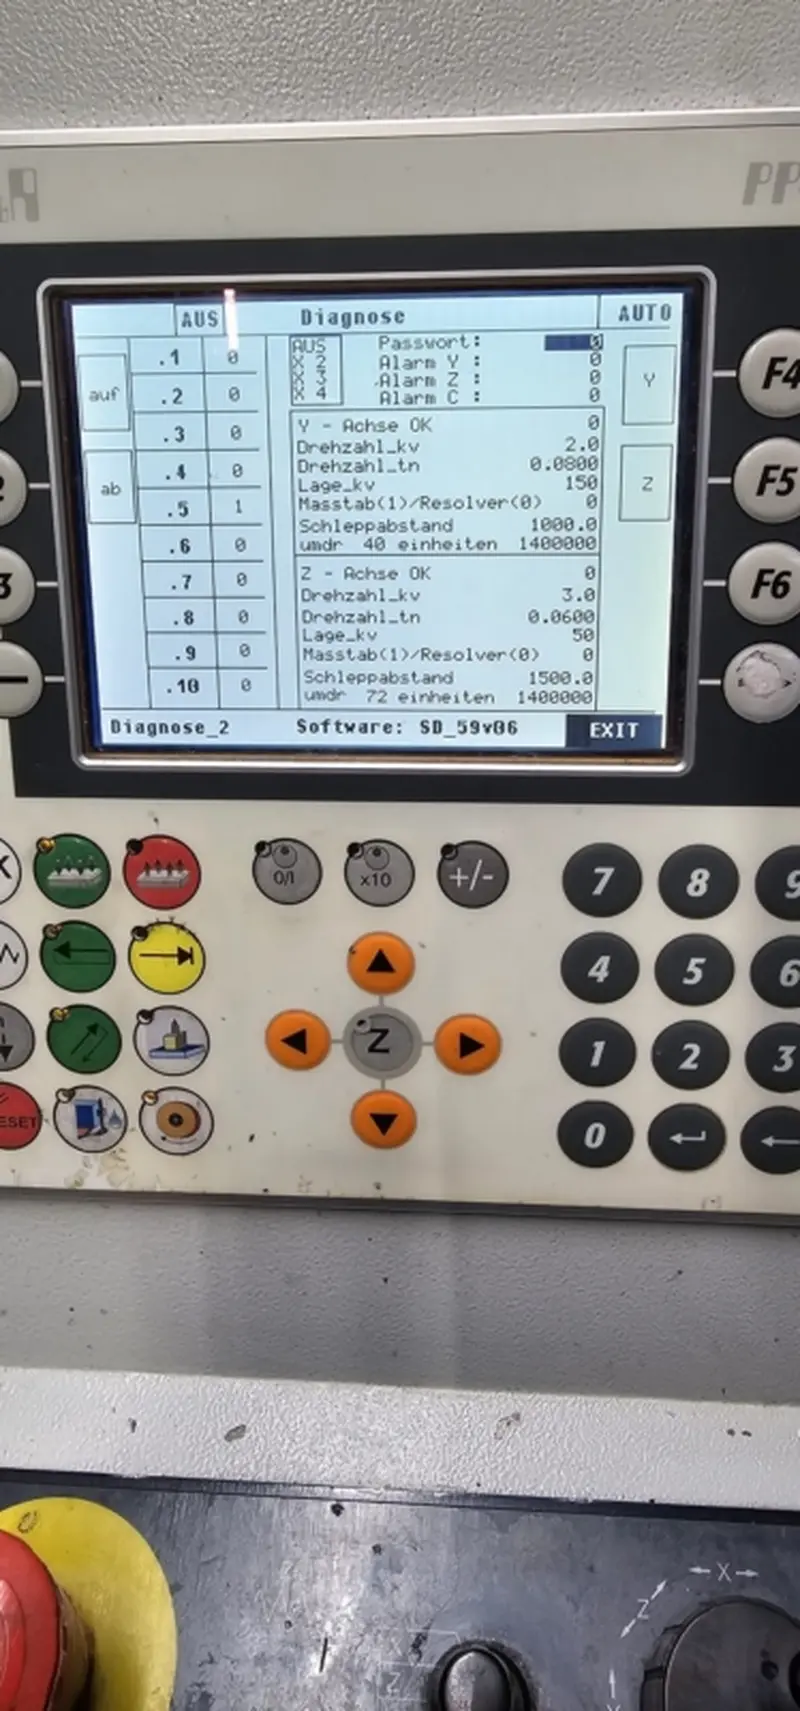 PP
AUS Diagnose AUTO
auf
ab
.1 0
.2 0
.3 0
.4 0
.5 1
.6 0
.7 0
.8 0
.9 0
.10 0
AUS
X 2
X 3
X 4
Passwort: 0
Alarm Y : 0
Alarm Z : 0
Alarm C : 0
Y - Achse OK 0
Drehzahl_kv 2.0
Drehzahl_tn 0.0800
Lage_kv 150
Masstab(1)/Resolver(0) 0
Schleppabstand 1000.0
umdr 40 einheiten 1400000
Z - Achse OK 0
Drehzahl_kv 3.0
Drehzahl_tn 0.0600
Lage_kv 50
Masstab(1)/Resolver(0) 0
Schleppabstand 1500.0
umdr 72 einheiten 1400000
Y
Z
Diagnose_2 Software: SD_59v06 EXIT
F4
F5
F6
2
3
0/I x10 +/-
7 8 9
4 5 6
Z
1 2 3
0
ESET
X
Z
Y
Z